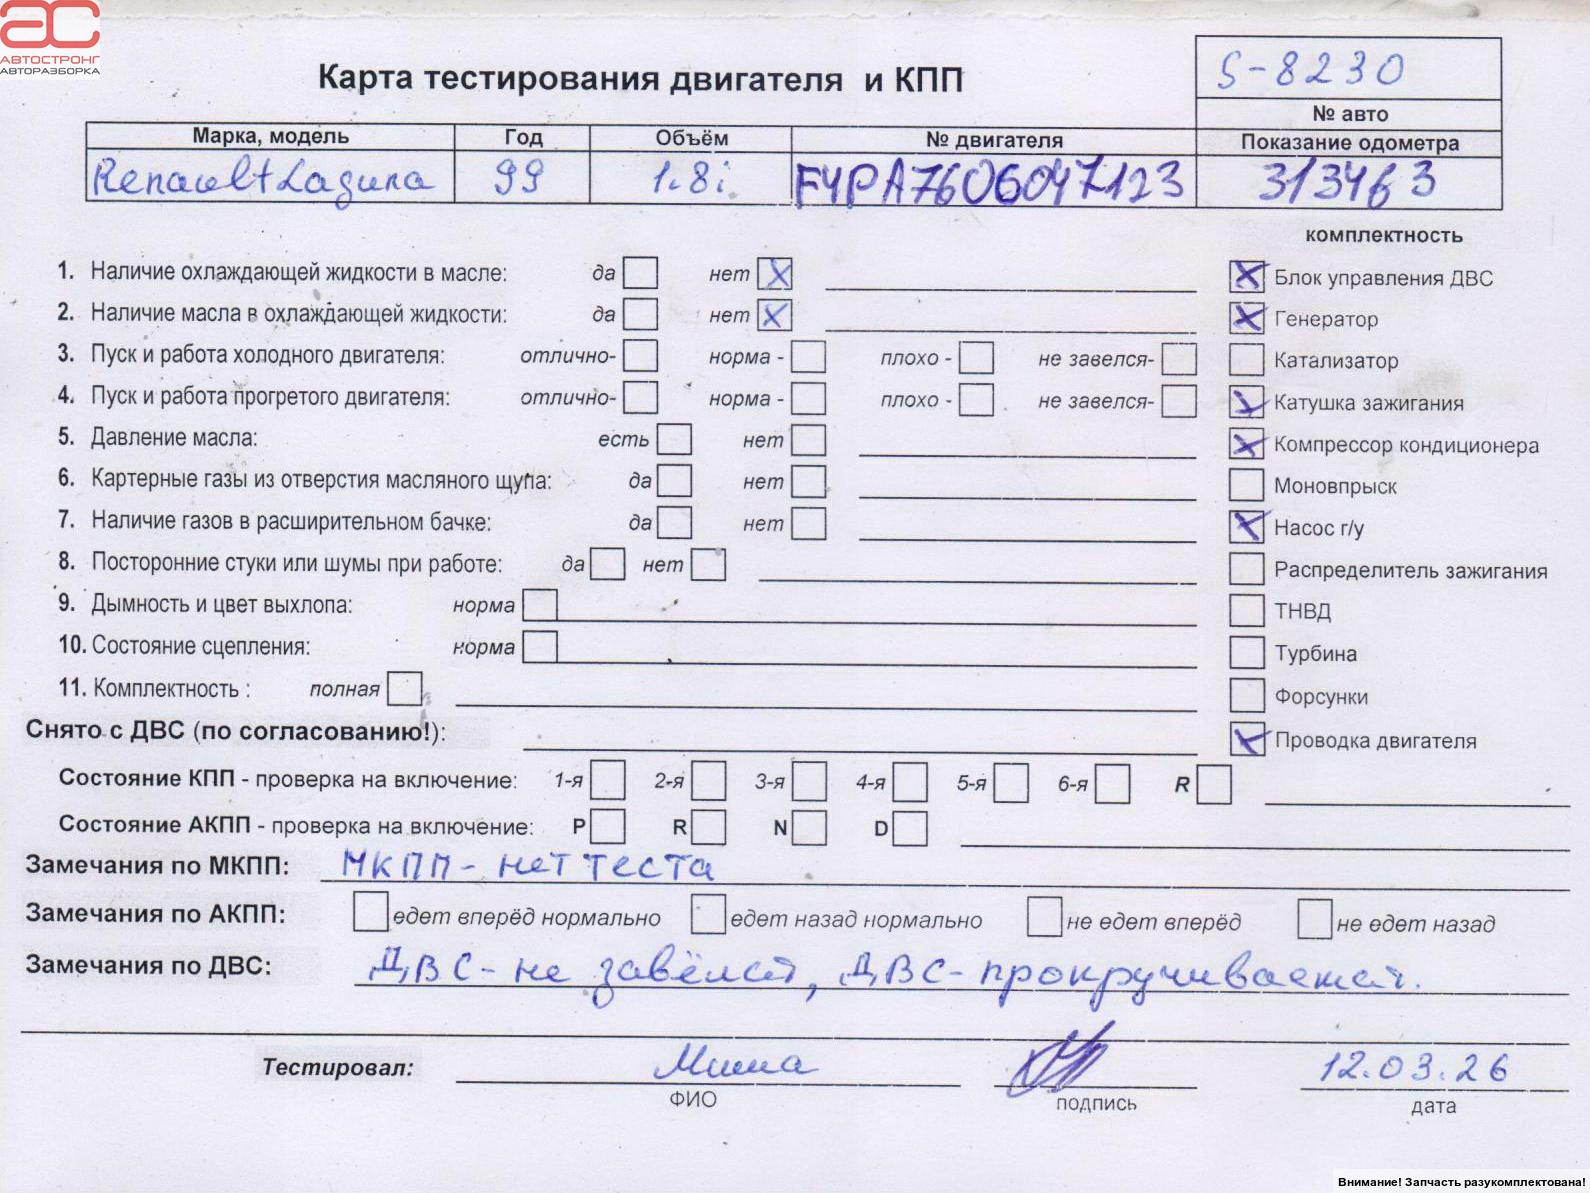 АС
АВТОСТРОНГ
АВТОРАЗБОРКА
Карта тестирования двигателя и КПП
S-8230
№ авто
Марка, модель Год Объём № двигателя Показание одометра
Renault Laguna 99 1.8i F4PA7606047123 313463
комплектность
1. Наличие охлаждающей жидкости в масле: да нет X
X Блок управления ДВС
2. Наличие масла в охлаждающей жидкости: да нет X
X Генератор
3. Пуск и работа холодного двигателя: отлично- норма - плохо - не завелся-
Катализатор
4. Пуск и работа прогретого двигателя: отлично- норма - плохо - не завелся-
X Катушка зажигания
5. Давление масла: есть нет
X Компрессор кондиционера
6. Картерные газы из отверстия масляного щупа: да нет
Моновпрыск
7. Наличие газов в расширительном бачке: да нет
X Насос г/у
8. Посторонние стуки или шумы при работе: да нет
Распределитель зажигания
9. Дымность и цвет выхлопа: норма
ТНВД
10. Состояние сцепления: норма
Турбина
11. Комплектность : полная
Форсунки
Снято с ДВС (по согласованию!):
X Проводка двигателя
Состояние КПП - проверка на включение: 1-я 2-я 3-я 4-я 5-я 6-я R
Состояние АКПП - проверка на включение: P R N D
Замечания по МКПП: МКПП - нет теста
Замечания по АКПП: едет вперёд нормально едет назад нормально не едет вперёд не едет назад
Замечания по ДВС: ДВС - не завёлся, ДВС - прокручивается.
Тестировал: Миша 12.03.26
ФИО подпись дата
Внимание! Запчасть разукомплектована!